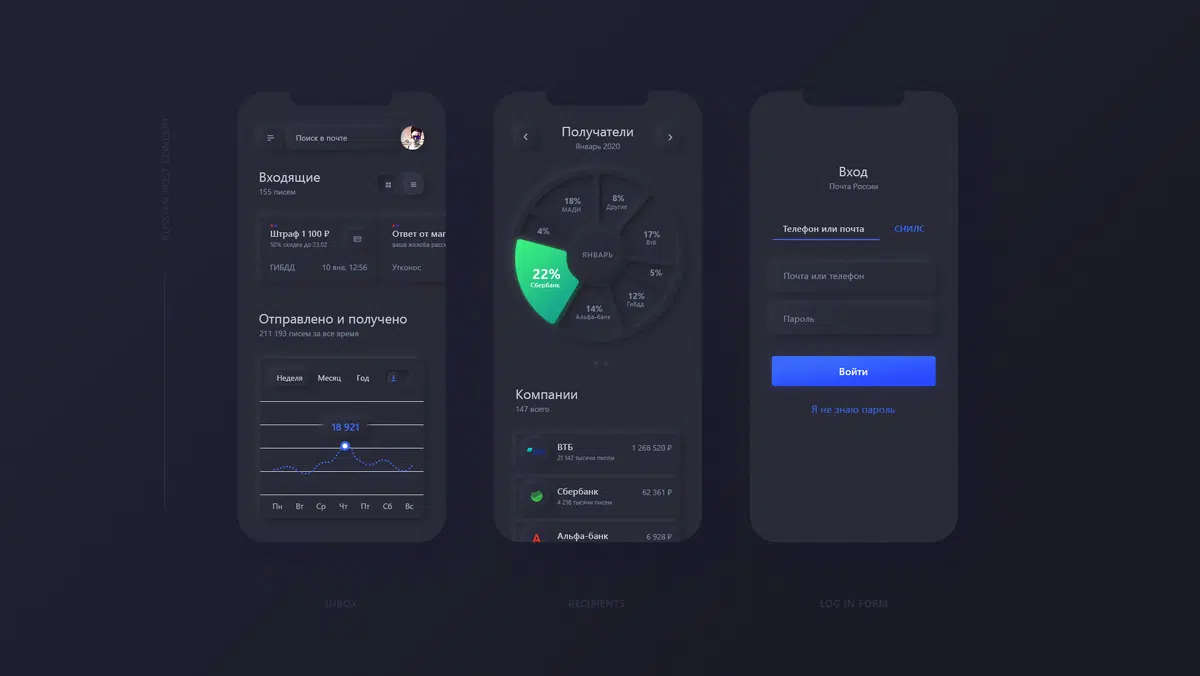 RUSSIAN POST CONCEPT
Поиск в почте
Входящие
155 писем
Штраф 1 100 ₽
50% скидка до 23.02
ГИБДД
10 янв, 12:56
Ответ от маг
ваша жалоба расс
Утконос
Отправлено и получено
211 193 писем за все время
Неделя
Месяц
Год
18 921
Пн Вт Ср Чт Пт Сб Вс
INBOX
Получатели
Январь 2020
18%
МАДИ
8%
Другие
4%
17%
Втб
ЯНВАРЬ
22%
Сбербанк
5%
12%
Гибдд
14%
Альфа-банк
Компании
147 всего
ВТБ
1 268 520 ₽
21 142 тысячи писем
Сбербанк
62 361 ₽
4 218 тысячи писем
А
Альфа-банк
6 928 ₽
RECIPIENTS
Вход
Почта России
Телефон или почта
СНИЛС
Почта или телефон
Пароль
Войти
Я не знаю пароль
LOG IN FORM